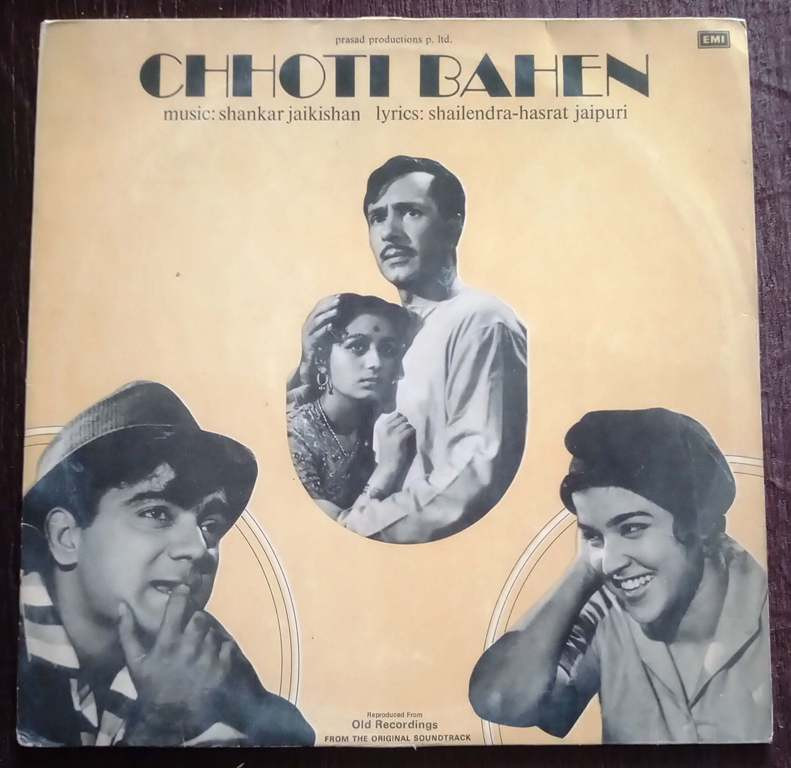 prasad productions p. ltd.
EMI
CHHOTI BAHEN
music: shankar jaikishan lyrics: shailendra-hasrat jaipuri
Reproduced From
Old Recordings
FROM THE ORIGINAL SOUNDTRACK